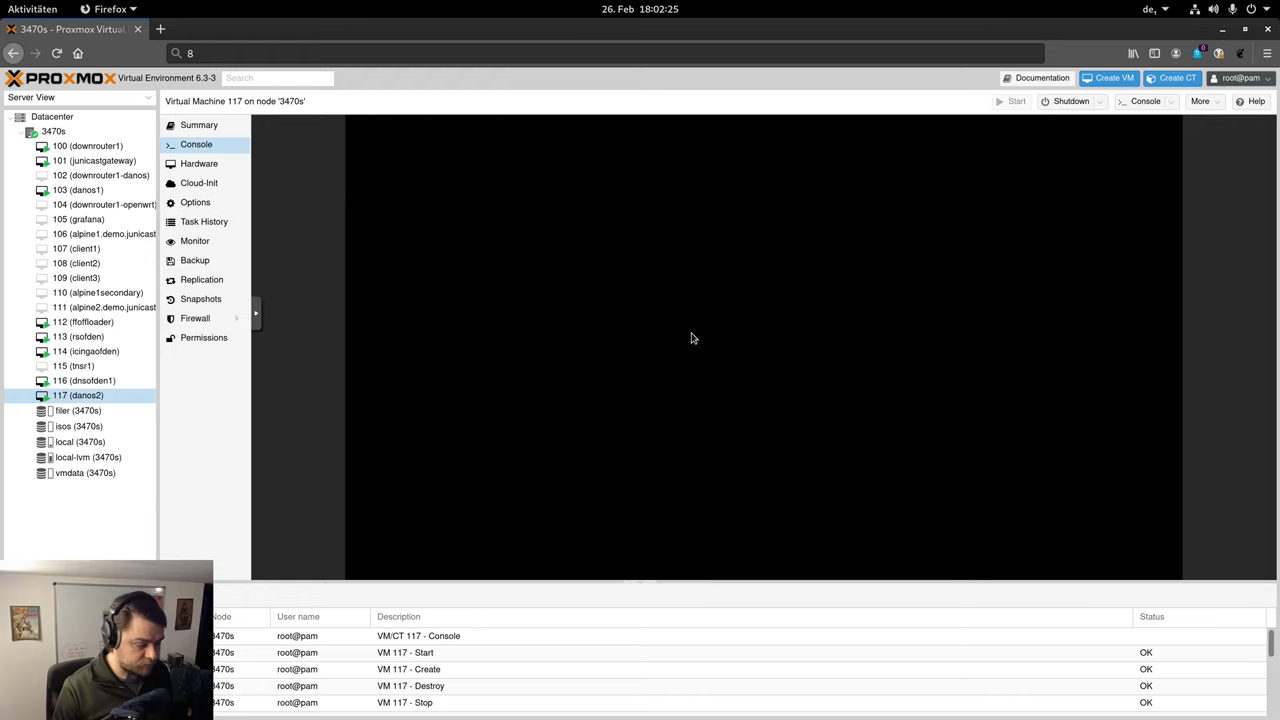 Aktivitäten
Firefox
26. Feb 18:02:25
de₁
3470s - Proxmox Virtual
8
0
PROXMOX Virtual Environment 6.3-3
Search
Documentation
Create VM
Create CT
root@pam
Server View
Virtual Machine 117 on node '3470s'
Start
Shutdown
Console
More
Help
Datacenter
3470s
100 (downrouter1)
101 (junicastgateway)
102 (downrouter1-danos)
103 (danos1)
104 (downrouter1-openwrt)
105 (grafana)
106 (alpine1.demo.junicast
107 (client1)
108 (client2)
109 (client3)
110 (alpine1secondary)
111 (alpine2.demo.junicast
112 (ffoffloader)
113 (rsofden)
114 (icingaofden)
115 (tnsr1)
116 (dnsofden1)
117 (danos2)
filer (3470s)
isos (3470s)
local (3470s)
local-lvm (3470s)
vmdata (3470s)
Summary
Console
Hardware
Cloud-Init
Options
Task History
Monitor
Backup
Replication
Snapshots
Firewall
Permissions
Node
User name
Description
Status
3470s
root@pam
VM/CT 117 - Console
3470s
root@pam
VM 117 - Start
OK
3470s
root@pam
VM 117 - Create
OK
3470s
root@pam
VM 117 - Destroy
OK
3470s
root@pam
VM 117 - Stop
OK